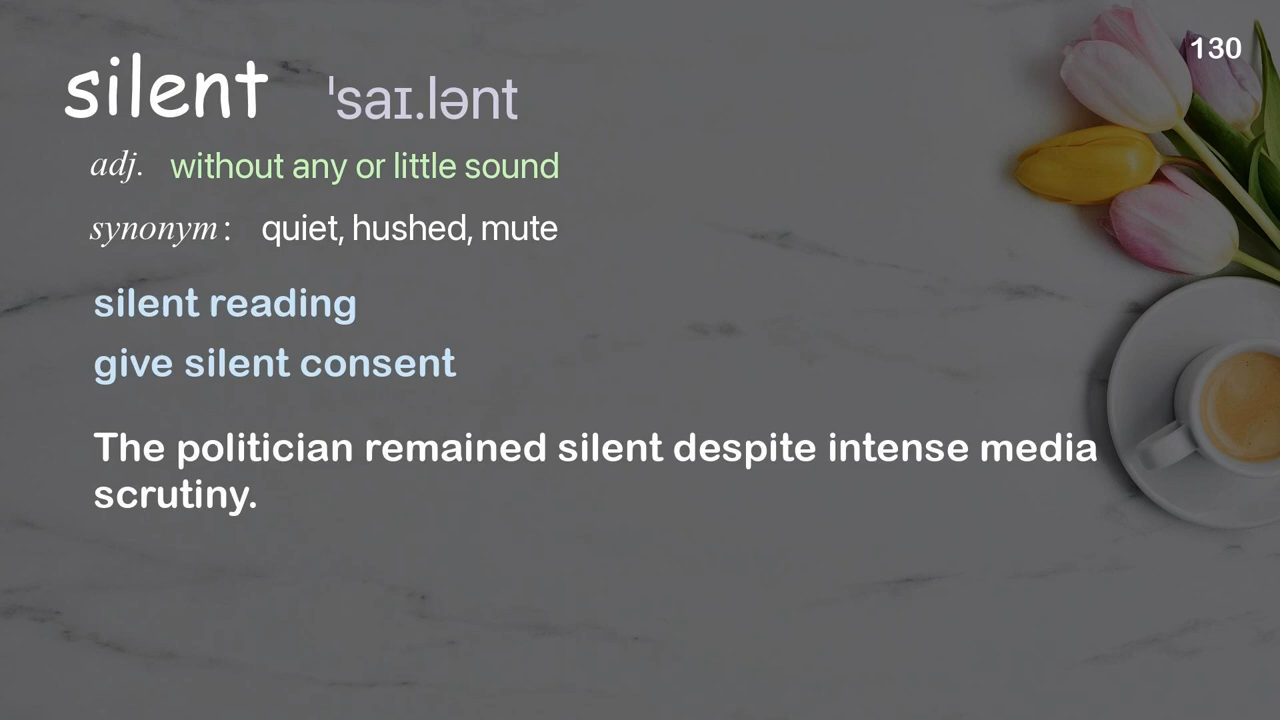 130
silent ˈsaɪ.lənt
adj. without any or little sound
synonym: quiet, hushed, mute
silent reading
give silent consent
The politician remained silent despite intense media
scrutiny.